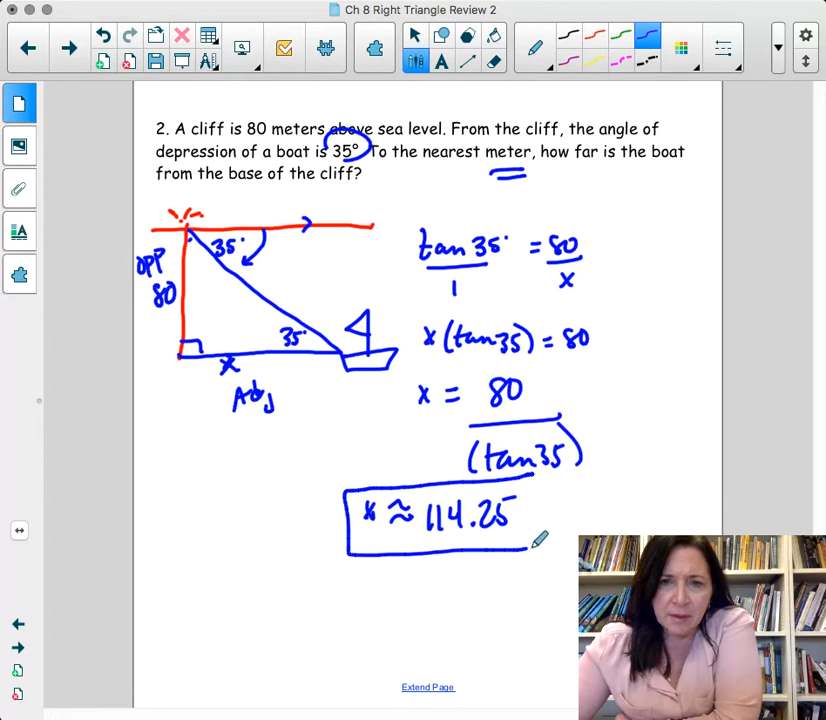 Ch 8 Right Triangle Review 2
2. A cliff is 80 meters above sea level. From the cliff, the angle of
depression of a boat is 35° To the nearest meter, how far is the boat
from the base of the cliff?
35°
opp
80
35°
x
Adj
tan 35° = 80
1 x
x (tan35) = 80
x = 80
(tan35)
x ≈ 114.25
Extend Page